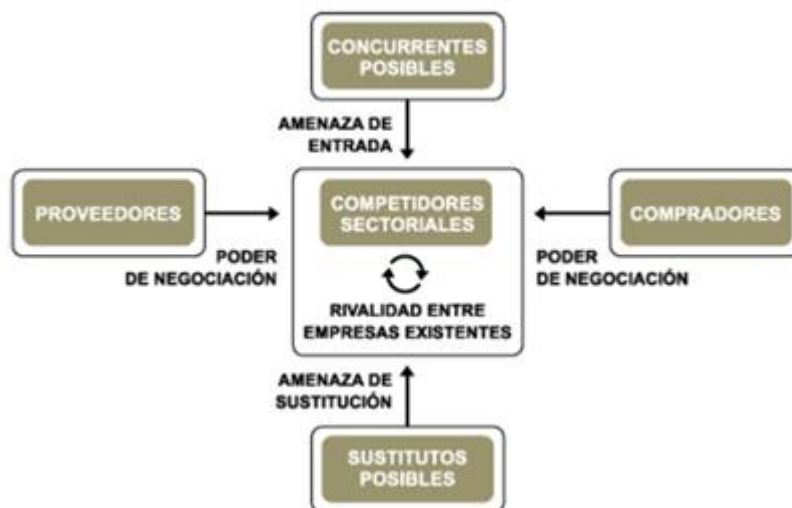 CONCURRENTES
POSIBLES
AMENAZA DE
ENTRADA
PROVEEDORES
COMPETIDORES
SECTORIALES
COMPRADORES
PODER
DE NEGOCIACIÓN
PODER
DE NEGOCIACIÓN
RIVALIDAD ENTRE
EMPRESAS EXISTENTES
AMENAZA DE
SUSTITUCIÓN
SUSTITUTOS
POSIBLES